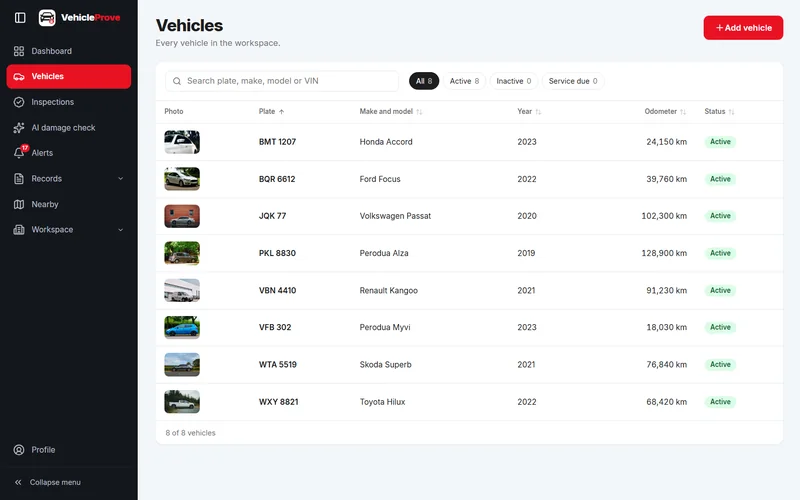 VehicleProve
Dashboard
Vehicles
Inspections
AI damage check
17
Alerts
Records
Nearby
Workspace
Profile
Collapse menu
Vehicles
Every vehicle in the workspace.
+ Add vehicle
Search plate, make, model or VIN
All 8 Active 8 Inactive 0 Service due 0
Photo Plate ↑ Make and model ↑↓ Year ↑↓ Odometer ↑↓ Status ↑↓
BMT 1207 Honda Accord 2023 24,150 km Active
BQR 6612 Ford Focus 2022 39,760 km Active
JQK 77 Volkswagen Passat 2020 102,300 km Active
PKL 8830 Perodua Alza 2019 128,900 km Active
VBN 4410 Renault Kangoo 2021 91,230 km Active
VFB 302 Perodua Myvi 2023 18,030 km Active
WTA 5519 Skoda Superb 2021 76,840 km Active
WXY 8821 Toyota Hilux 2022 68,420 km Active
8 of 8 vehicles